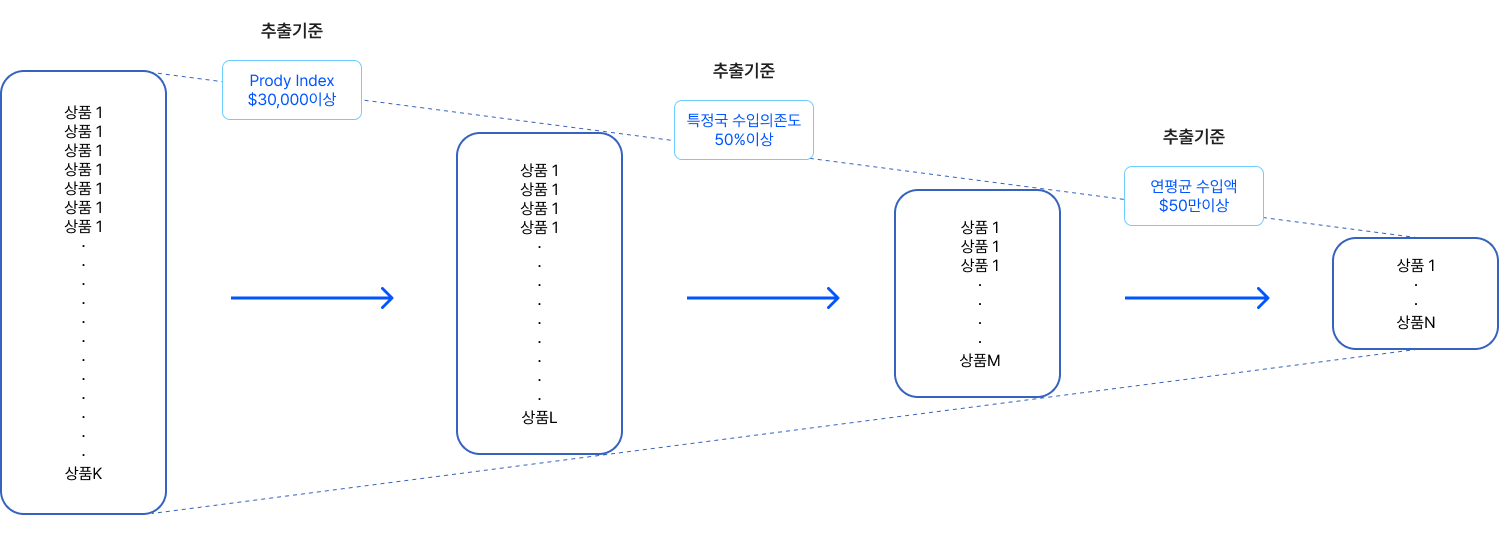 추출기준
Prody Index
$30,000이상
추출기준
특정국 수입의존도
50%이상
추출기준
연평균 수입액
$50만이상
상품 1
상품 1
상품 1
상품 1
상품 1
상품 1
상품 1
.
.
.
.
.
.
.
.
.
.
.
.
상품K
상품 1
상품 1
상품 1
상품 1
.
.
.
.
.
.
.
.
.
상품L
상품 1
상품 1
상품 1
.
.
.
.
상품M
상품 1
.
.
상품N